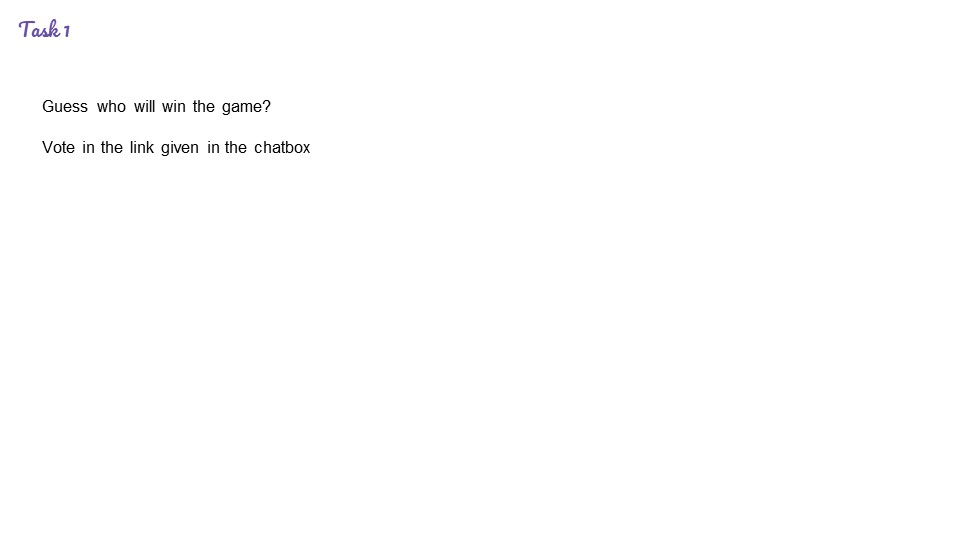 Task 1
Guess who will win the game?
Vote in the link given in the chatbox